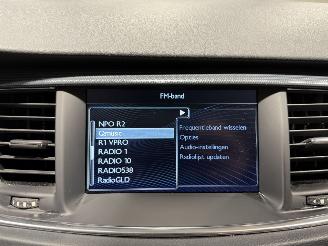 FM-band
NPO R2
Qmusic
R1 VPRO
RADIO 1
RADIO 10
RADIO538
RadioGLD
Frequentieband wisselen
Opties
Audio-instellingen
Radiolijst updaten